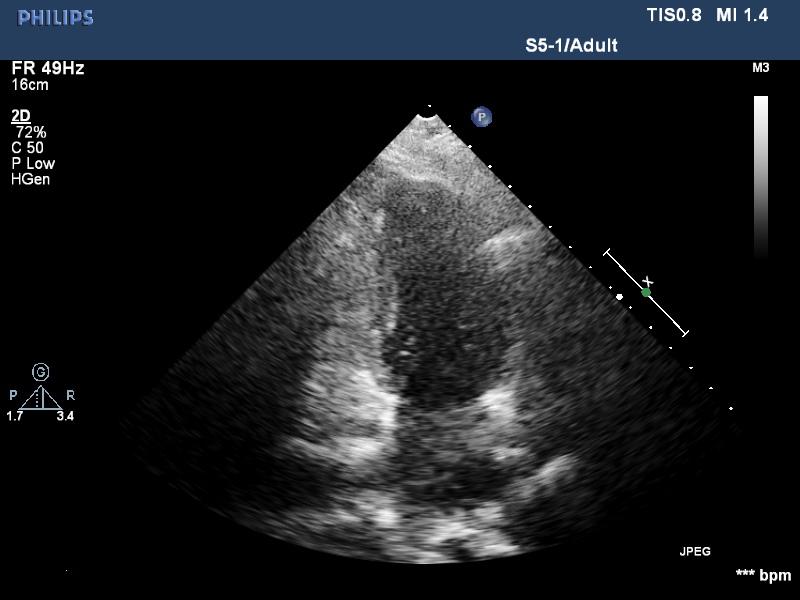 PHILIPS
TIS0.8 MI 1.4
S5-1/Adult
FR 49Hz
16cm
M3
2D
72%
C 50
P Low
HGen
P
G
P R
1.7 3.4
JPEG
*** bpm